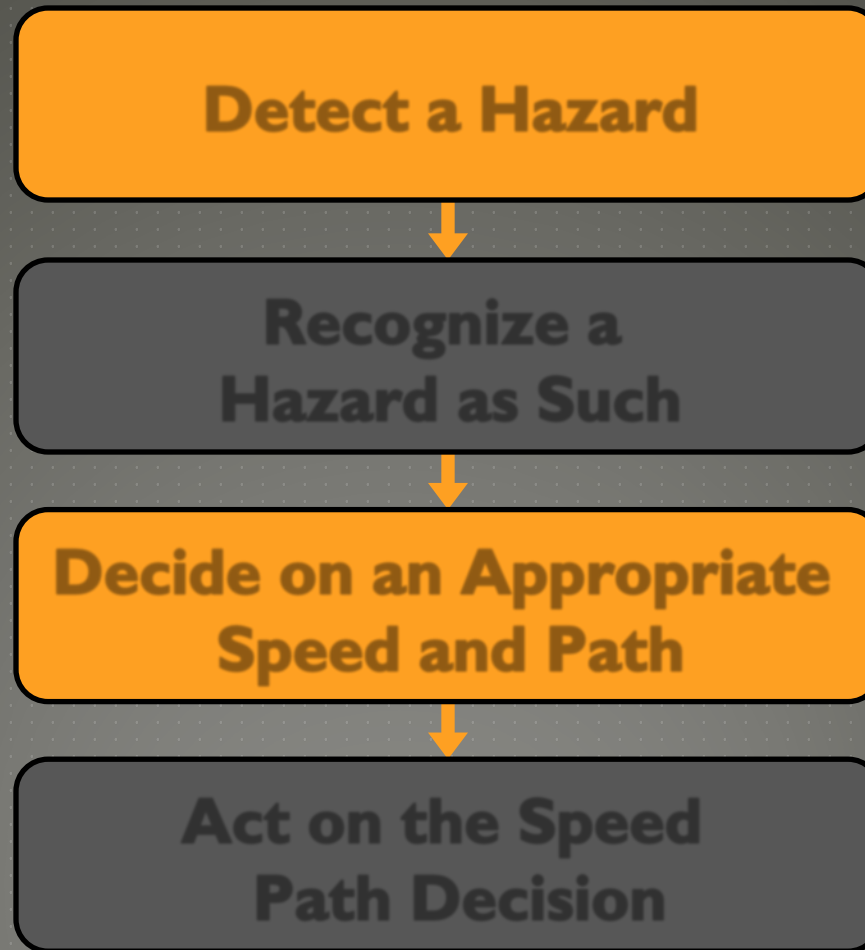 Detect a Hazard
Recognize a
Hazard as Such
Decide on an Appropriate
Speed and Path
Act on the Speed
Path Decision